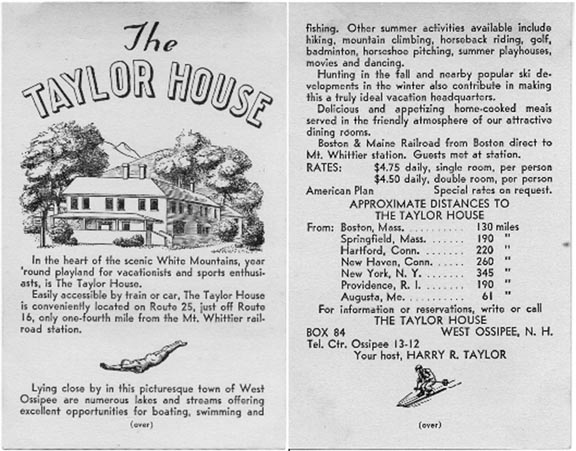 The
TAYLOR HOUSE
In the heart of the scenic White Mountains, year
'round playland for vacationists and sports enthusi-
asts, is The Taylor House.
Easily accessible by train or car, The Taylor House
is conveniently located on Route 25, just off Route
16, only one-fourth mile from the Mt. Whittier rail-
road station.
Lying close by in this picturesque town of West
Ossipee are numerous lakes and streams offering
excellent opportunities for boating, swimming and
(over)
fishing. Other summer activities available include
hiking, mountain climbing, horseback riding, golf,
badminton, horseshoe pitching, summer playhouses,
movies and dancing.
Hunting in the fall and nearby popular ski de-
velopments in the winter also contribute in making
this a truly ideal vacation headquarters.
Delicious and appetizing home-cooked meals
served in the friendly atmosphere of our attractive
dining rooms.
Boston & Maine Railroad from Boston direct to
Mt. Whittier station. Guests met at station.
RATES: $4.75 daily, single room, per person
$4.50 daily, double room, per person
American Plan Special rates on request.
APPROXIMATE DISTANCES TO
THE TAYLOR HOUSE
From: Boston, Mass. . . . . . . . . . 130 miles
Springfield, Mass. . . . . . . 190 "
Hartford, Conn. . . . . . . . 220 "
New Haven, Conn. . . . . . 260 "
New York, N. Y. . . . . . . . 345 "
Providence, R. I. . . . . . . . 190 "
Augusta, Me. . . . . . . . . . 61 "
For information or reservations, write or call
THE TAYLOR HOUSE
BOX 84 WEST OSSIPEE, N. H.
Tel. Ctr. Ossipee 13-12
Your host, HARRY R. TAYLOR
(over)